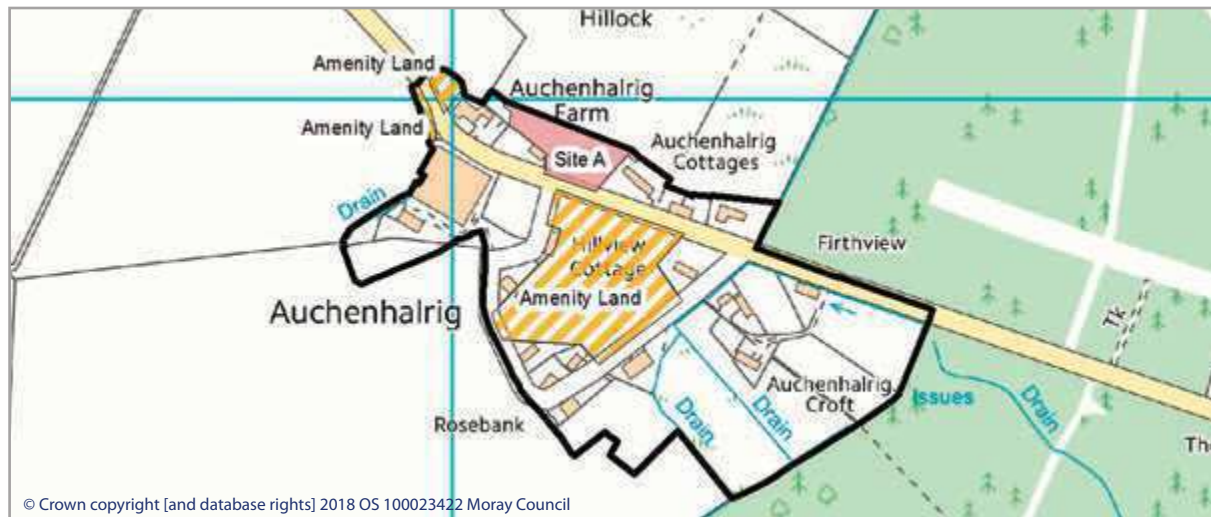 Hillock
Amenity Land
Auchenhalrig
Farm
Amenity Land
Auchenhalrig
Cottages
Site A
Drain
Firthview
Hillview
Cottage
Amenity Land
Auchenhalrig
Tk
Auchenhalrig
Croft
Issues
Drain
Drain
Drain
Rosebank
The
© Crown copyright [and database rights] 2018 OS 100023422 Moray Council